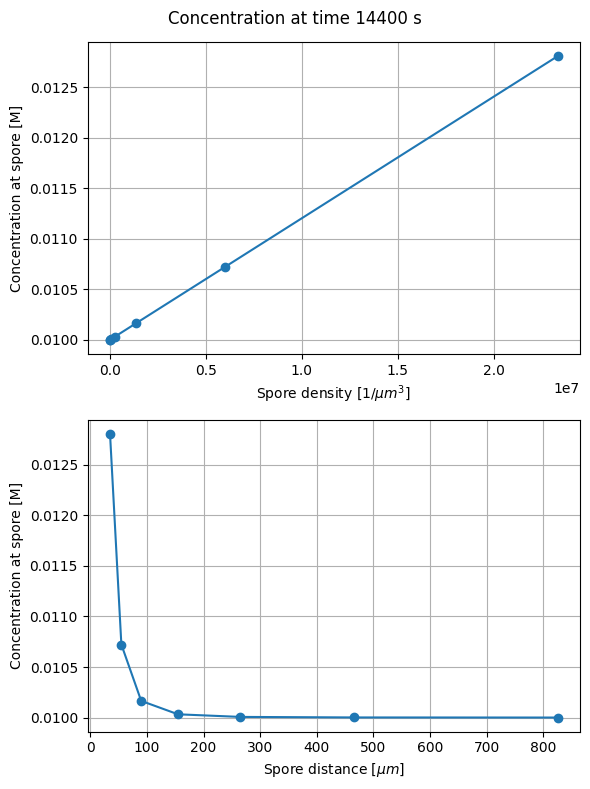 Concentration at time 14400 s
Concentration at spore [M]
0.0125
0.0120
0.0115
0.0110
0.0105
0.0100
0.0 0.5 1.0 1.5 2.0
1e7
Spore density [1/μm³]
Concentration at spore [M]
0.0125
0.0120
0.0115
0.0110
0.0105
0.0100
0 100 200 300 400 500 600 700 800
Spore distance [μm]